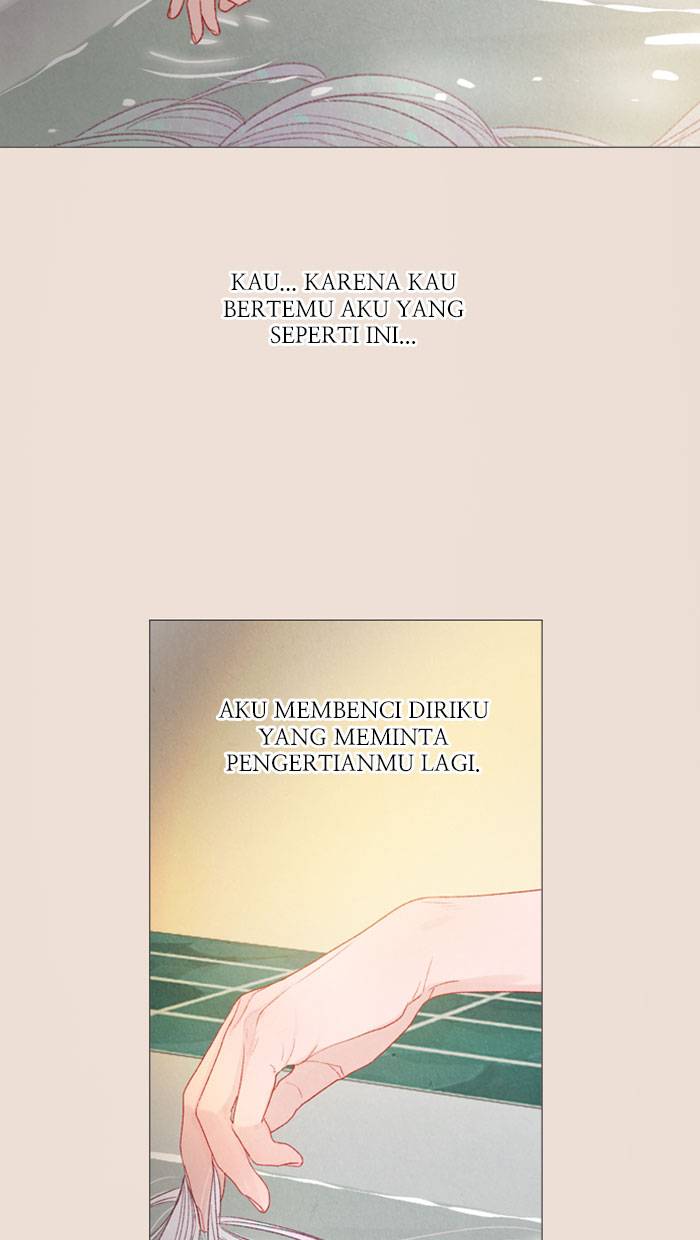 KAU... KARENA KAU
BERTEMU AKU YANG
SEPERTI INI...
AKU MEMBENCI DIRIKU
YANG MEMINTA
PENGERTIANMU LAGI.